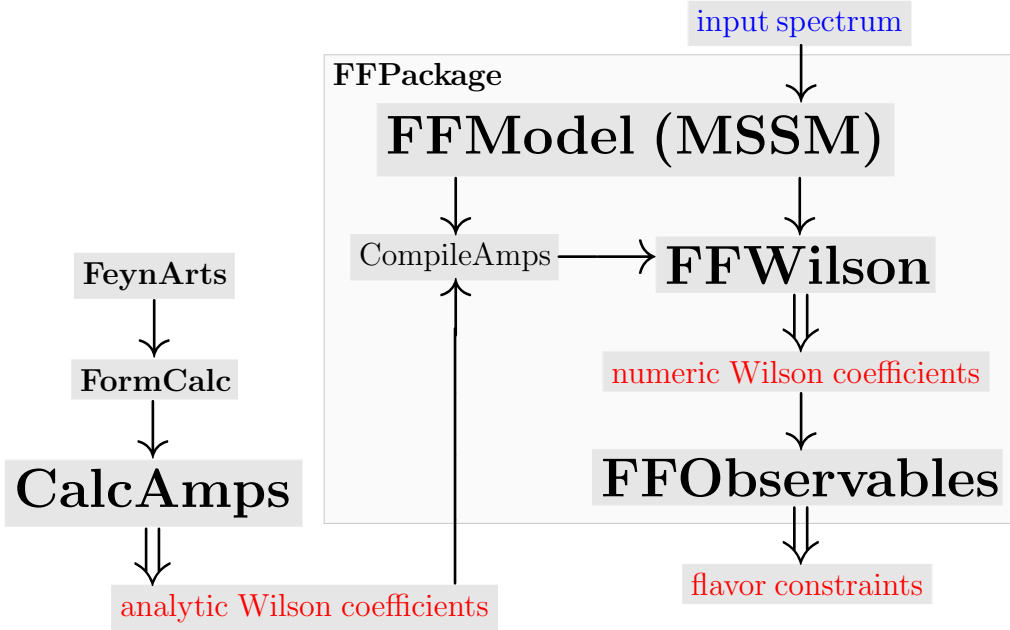 input spectrum
FFPackage
FFModel (MSSM)
CompileAmps
FFWilson
FeynArts
FormCalc
numeric Wilson coefficients
CalcAmps
FFObservables
analytic Wilson coefficients
flavor constraints